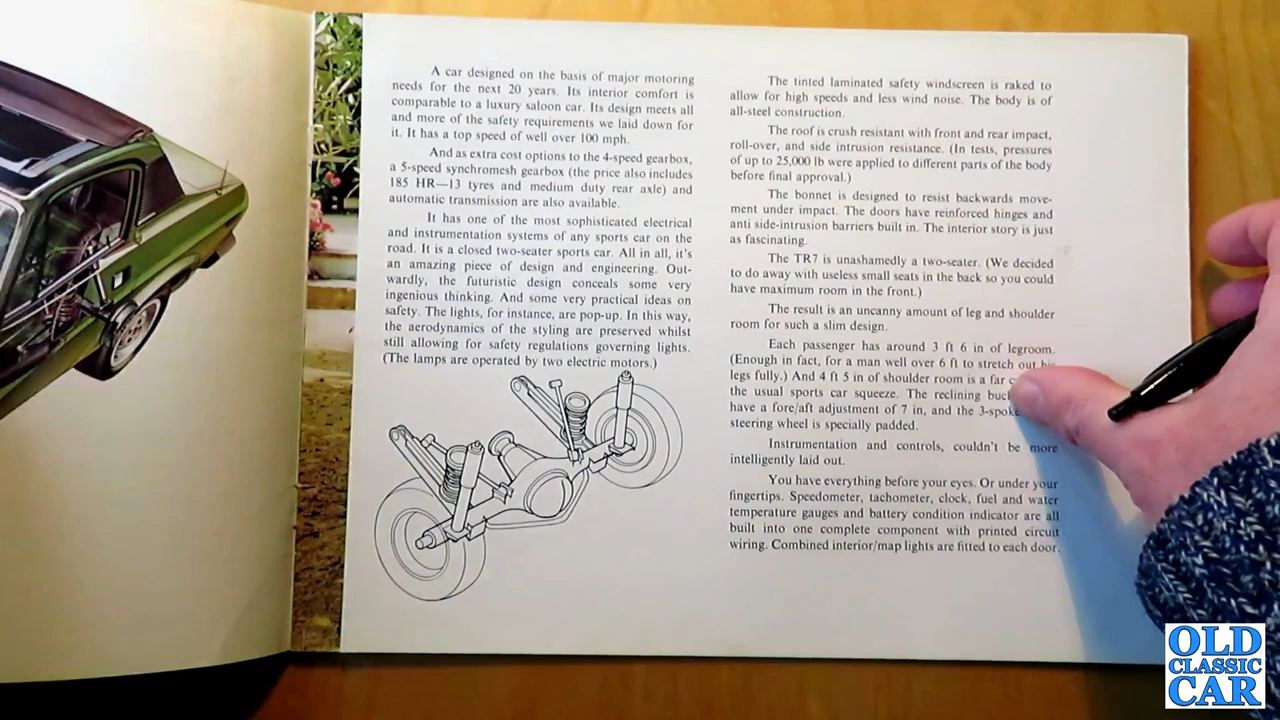 A car designed on the basis of major motoring
needs for the next 20 years. Its interior comfort is
comparable to a luxury saloon car. Its design meets all
and more of the safety requirements we laid down for
it. It has a top speed of well over 100 mph.
And as extra cost options to the 4-speed gearbox,
a 5-speed synchromesh gearbox (the price also includes
185 HR—13 tyres and medium duty rear axle) and
automatic transmission are also available.
It has one of the most sophisticated electrical
and instrumentation systems of any sports car on the
road. It is a closed two-seater sports car. All in all, it's
an amazing piece of design and engineering. Out-
wardly, the futuristic design conceals some very
ingenious thinking. And some very practical ideas on
safety. The lights, for instance, are pop-up. In this way,
the aerodynamics of the styling are preserved whilst
still allowing for safety regulations governing lights.
(The lamps are operated by two electric motors.)
The tinted laminated safety windscreen is raked to
allow for high speeds and less wind noise. The body is of
all-steel construction.
The roof is crush resistant with front and rear impact,
roll-over, and side intrusion resistance. (In tests, pressures
of up to 25,000 lb were applied to different parts of the body
before final approval.)
The bonnet is designed to resist backwards move-
ment under impact. The doors have reinforced hinges and
anti side-intrusion barriers built in. The interior story is just
as fascinating.
The TR7 is unashamedly a two-seater. (We decided
to do away with useless small seats in the back so you could
have maximum room in the front.)
The result is an uncanny amount of leg and shoulder
room for such a slim design.
Each passenger has around 3 ft 6 in of legroom.
(Enough in fact, for a man well over 6 ft to stretch out his
legs fully.) And 4 ft 5 in of shoulder room is a far
the usual sports car squeeze. The reclining
have a fore/aft adjustment of 7 in, and the 3-spoke
steering wheel is specially padded.
Instrumentation and controls, couldn't be more
intelligently laid out.
You have everything before your eyes. Or under your
fingertips. Speedometer, tachometer, clock, fuel and water
temperature gauges and battery condition indicator are all
built into one complete component with printed circuit
wiring. Combined interior/map lights are fitted to each door.
OLD
CLASSIC
CAR